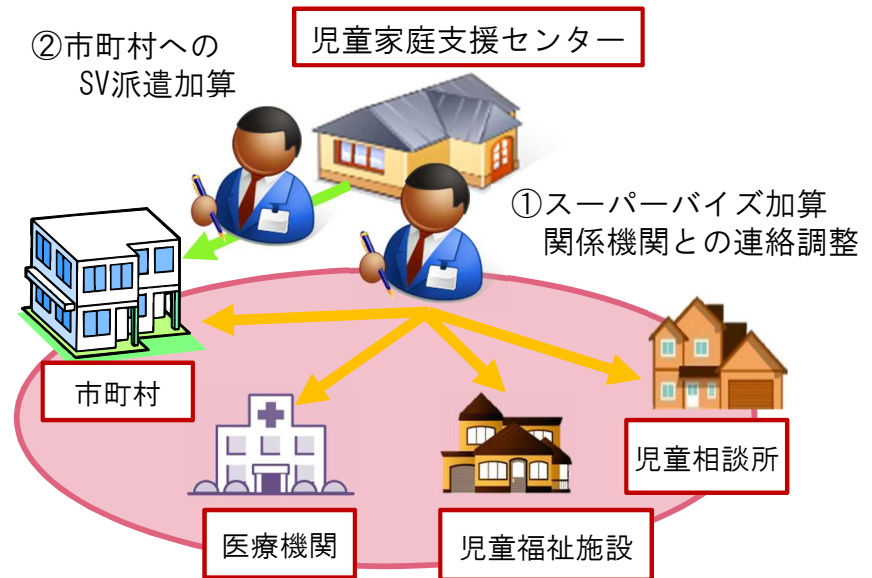 ②市町村への
SV派遣加算
児童家庭支援センター
①スーパーバイズ加算
関係機関との連絡調整
市町村
医療機関
児童福祉施設
児童相談所